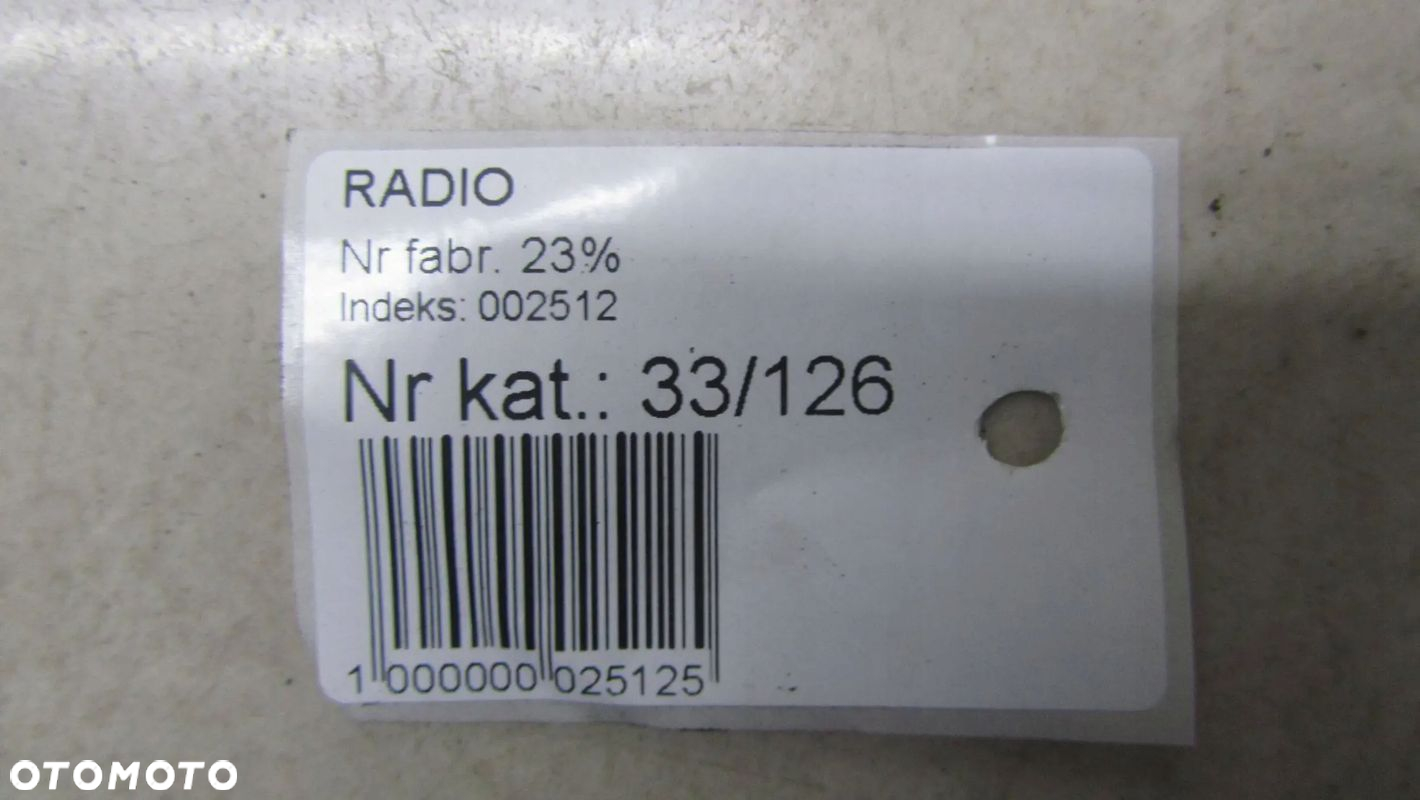 RADIO
Nr fabr. 23%
Indeks: 002512
Nr kat.: 33/126
1 000000 025125
OTOMOTO